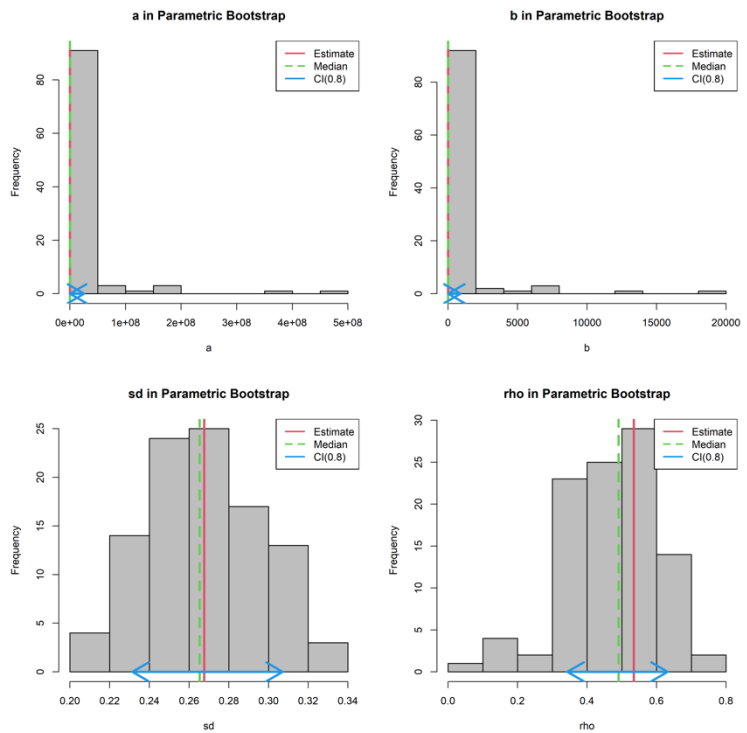 a in Parametric Bootstrap
Estimate
Median
CI(0.8)
Frequency
0 20 40 60 80
0e+00 1e+08 2e+08 3e+08 4e+08 5e+08
a
b in Parametric Bootstrap
Estimate
Median
CI(0.8)
Frequency
0 20 40 60 80
0 5000 10000 15000 20000
b
sd in Parametric Bootstrap
Estimate
Median
CI(0.8)
Frequency
0 5 10 15 20 25
0.20 0.22 0.24 0.26 0.28 0.30 0.32 0.34
sd
rho in Parametric Bootstrap
Estimate
Median
CI(0.8)
Frequency
0 5 10 15 20 25 30
0.0 0.2 0.4 0.6 0.8
rho